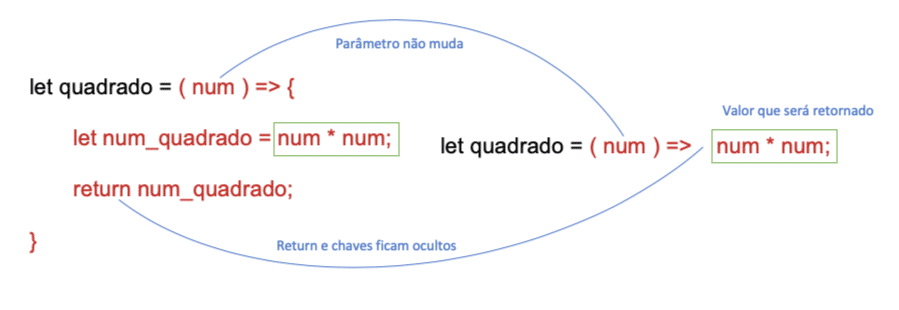 Parâmetro não muda
let quadrado = ( num ) => {
let num_quadrado = num * num;
return num_quadrado;
}
Return e chaves ficam ocultos
Valor que será retornado
let quadrado = ( num ) => num * num;